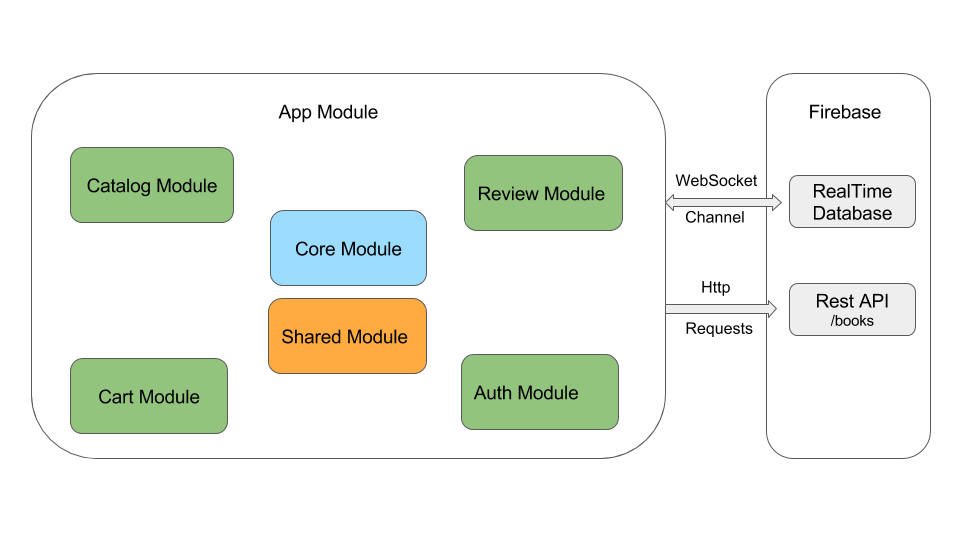 App Module
Catalog Module
Review Module
Core Module
Shared Module
Cart Module
Auth Module
WebSocket
Channel
Http
Requests
Firebase
RealTime
Database
Rest API
/books